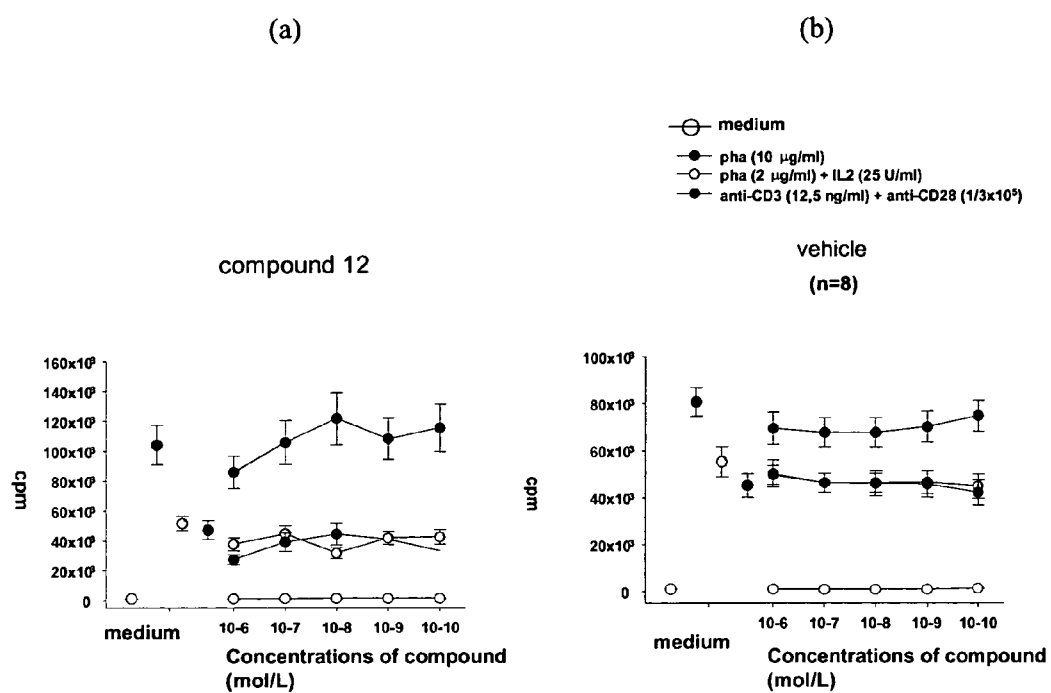 (a)
(b)
medium
pha (10 µg/ml)
pha (2 µg/ml) + IL2 (25 U/ml)
anti-CD3 (12,5 ng/ml) + anti-CD28 (1/3x10⁵)
compound 12
vehicle
(n=8)
160x10³
140x10³
120x10³
100x10³
80x10³
60x10³
40x10³
20x10³
0
cpm
medium
10-6 10-7 10-8 10-9 10-10
Concentrations of compound
(mol/L)
100x10³
80x10³
60x10³
40x10³
20x10³
0
cpm
medium
10-6 10-7 10-8 10-9 10-10
Concentrations of compound
(mol/L)